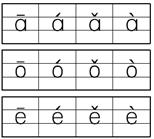 ā á ǎ à
ō ó ǒ ò
ē é ě è